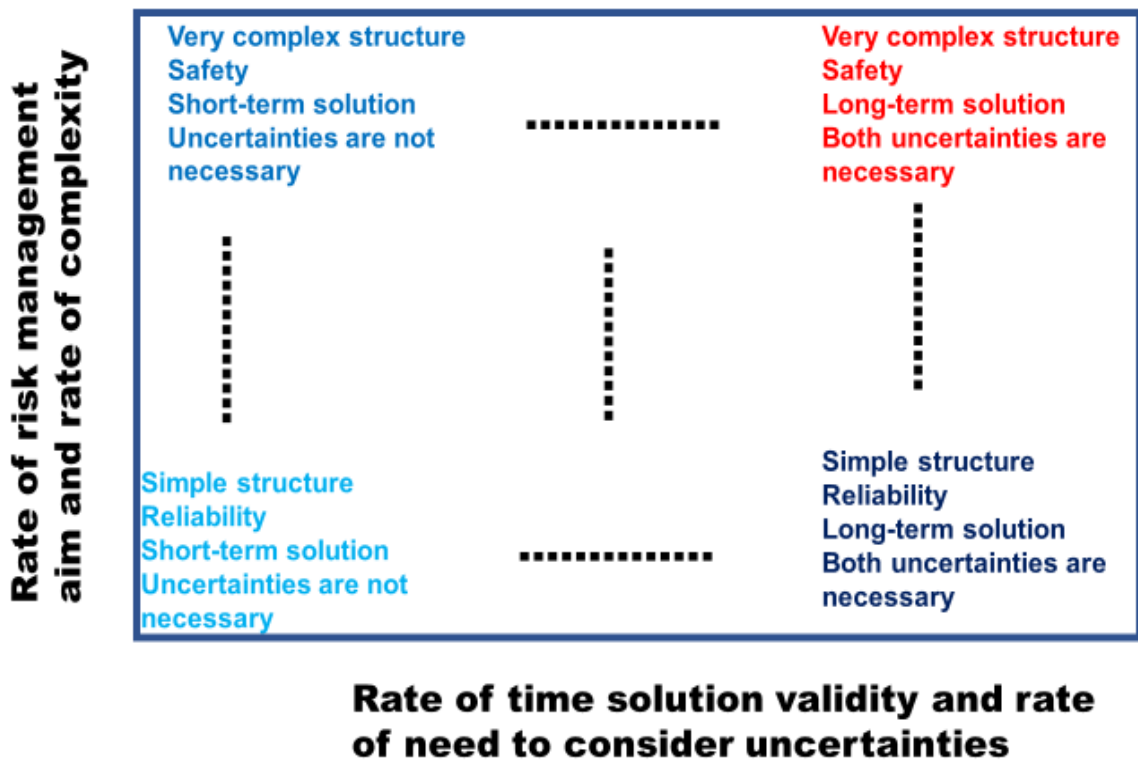 Rate of risk management
aim and rate of complexity
Very complex structure
Safety
Short-term solution
Uncertainties are not
necessary
Very complex structure
Safety
Long-term solution
Both uncertainties are
necessary
Simple structure
Reliability
Short-term solution
Uncertainties are not
necessary
Simple structure
Reliability
Long-term solution
Both uncertainties are
necessary
Rate of time solution validity and rate
of need to consider uncertainties